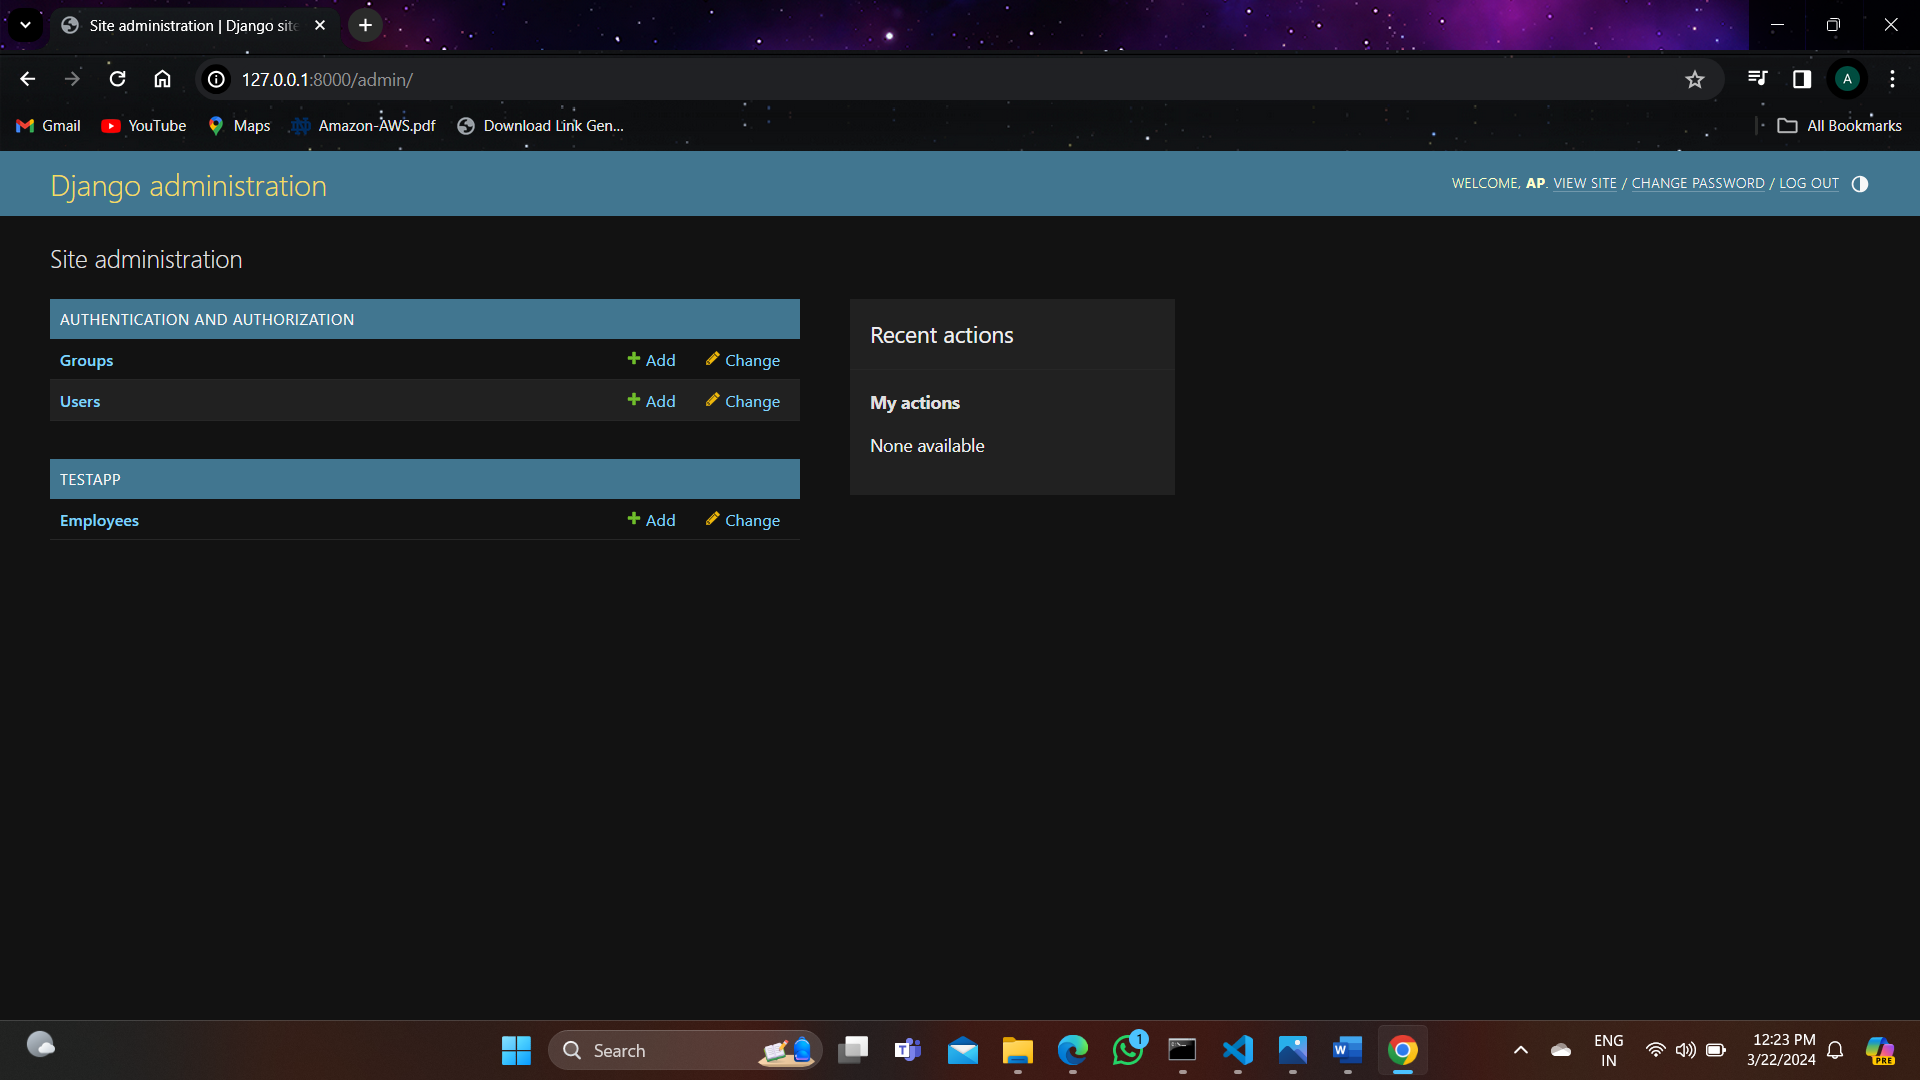 Site administration | Django site
127.0.0.1:8000/admin/
A
Gmail
YouTube
Maps
Amazon-AWS.pdf
Download Link Gen...
All Bookmarks
Django administration
WELCOME, AP. VIEW SITE / CHANGE PASSWORD / LOG OUT
Site administration
AUTHENTICATION AND AUTHORIZATION
Groups Add Change
Users Add Change
TESTAPP
Employees Add Change
Recent actions
My actions
None available
Search
1
ENG
IN
12:23 PM
3/22/2024
PRE